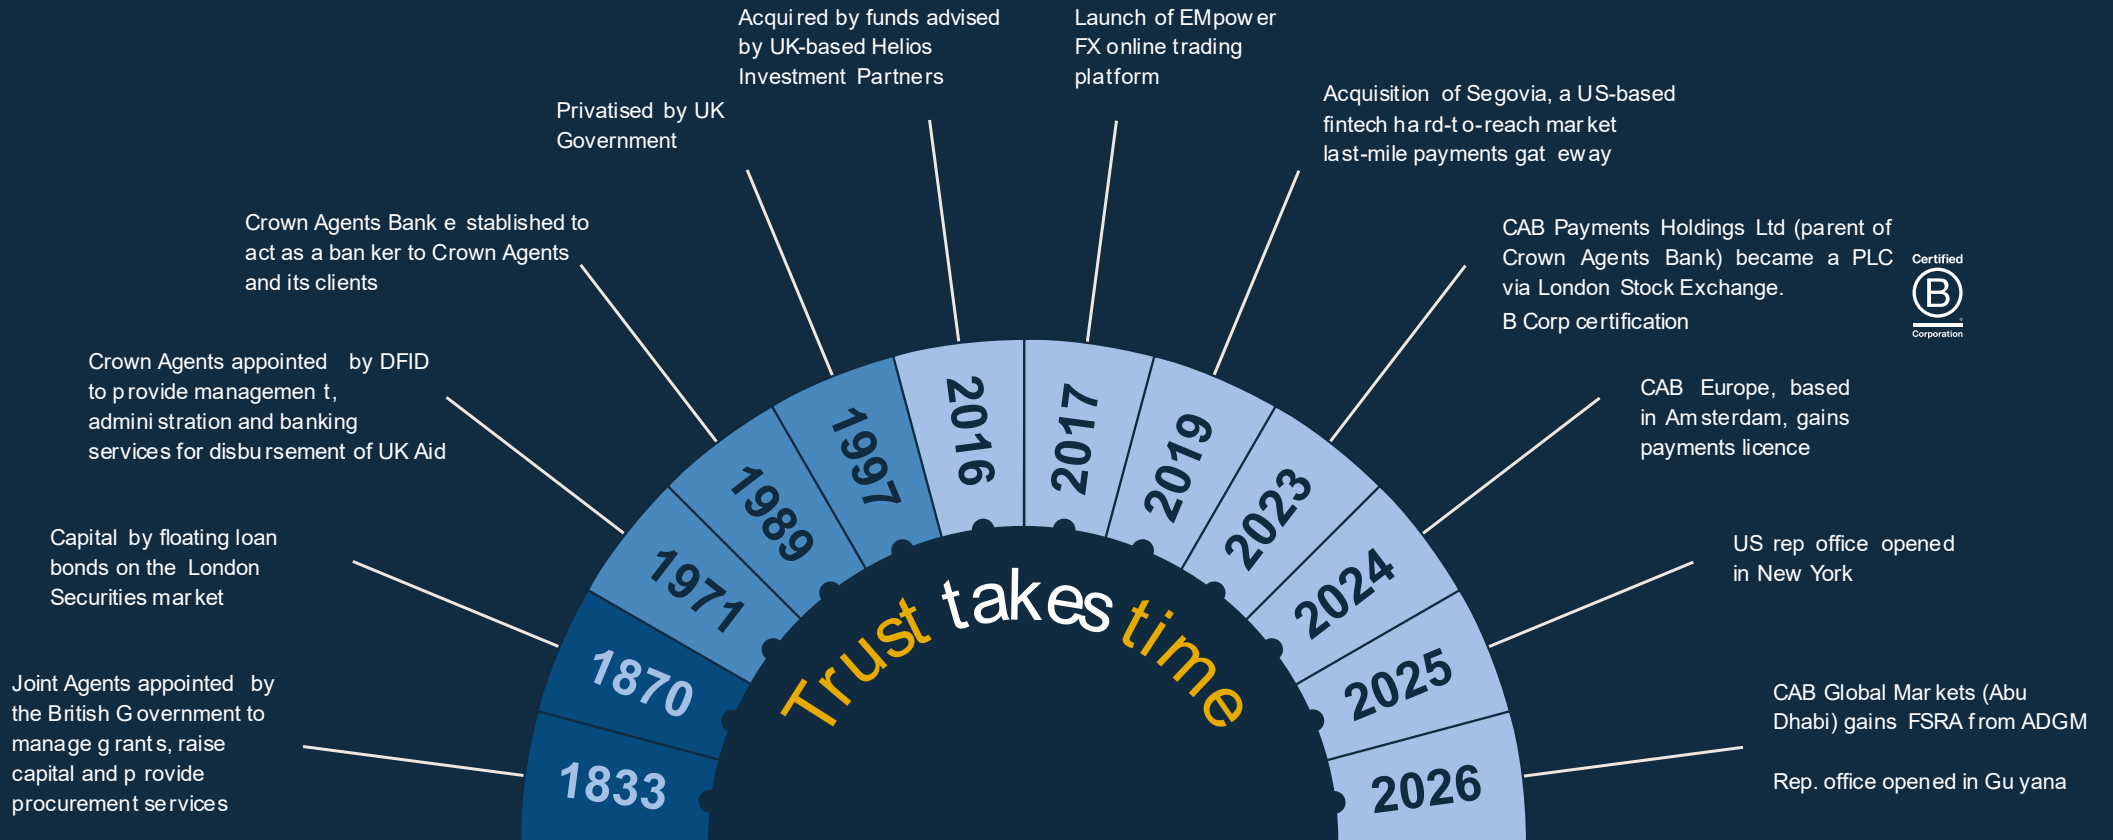 Joint Agents appointed by
the British Government to
manage grants, raise
capital and provide
procurement services
1833
Capital by floating loan
bonds on the London
Securities market
1870
Crown Agents appointed by DFID
to provide management,
administration and banking
services for disbursement of UK Aid
1971
Crown Agents Bank established to
act as a banker to Crown Agents
and its clients
1989
Privatised by UK
Government
1997
Acquired by funds advised
by UK-based Helios
Investment Partners
2016
Launch of EMpower
FX online trading
platform
2017
Acquisition of Segovia, a US-based
fintech hard-to-reach market
last-mile payments gateway
2019
CAB Payments Holdings Ltd (parent of
Crown Agents Bank) became a PLC
via London Stock Exchange.
B Corp certification
Certified
B
®
Corporation
2023
CAB Europe, based
in Amsterdam, gains
payments licence
2024
US rep office opened
in New York
2025
CAB Global Markets (Abu
Dhabi) gains FSRA from ADGM
Rep. office opened in Guyana
2026
Trust takes time